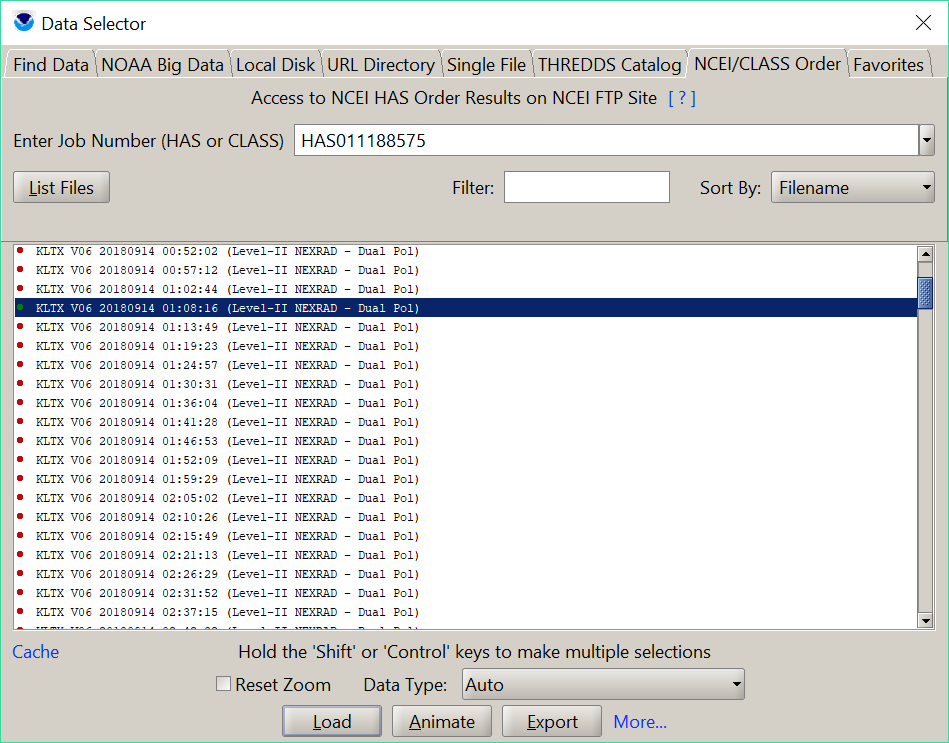 Data Selector
Find Data NOAA Big Data Local Disk URL Directory Single File THREDDS Catalog NCEI/CLASS Order Favorites
Access to NCEI HAS Order Results on NCEI FTP Site [ ? ]
Enter Job Number (HAS or CLASS) HAS011188575
List Files Filter: Sort By: Filename
KLTX V06 20180914 00:52:02 (Level-II NEXRAD - Dual Pol)
KLTX V06 20180914 00:57:12 (Level-II NEXRAD - Dual Pol)
KLTX V06 20180914 01:02:44 (Level-II NEXRAD - Dual Pol)
KLTX V06 20180914 01:08:16 (Level-II NEXRAD - Dual Pol)
KLTX V06 20180914 01:13:49 (Level-II NEXRAD - Dual Pol)
KLTX V06 20180914 01:19:23 (Level-II NEXRAD - Dual Pol)
KLTX V06 20180914 01:24:57 (Level-II NEXRAD - Dual Pol)
KLTX V06 20180914 01:30:31 (Level-II NEXRAD - Dual Pol)
KLTX V06 20180914 01:36:04 (Level-II NEXRAD - Dual Pol)
KLTX V06 20180914 01:41:28 (Level-II NEXRAD - Dual Pol)
KLTX V06 20180914 01:46:53 (Level-II NEXRAD - Dual Pol)
KLTX V06 20180914 01:52:09 (Level-II NEXRAD - Dual Pol)
KLTX V06 20180914 01:59:29 (Level-II NEXRAD - Dual Pol)
KLTX V06 20180914 02:05:02 (Level-II NEXRAD - Dual Pol)
KLTX V06 20180914 02:10:26 (Level-II NEXRAD - Dual Pol)
KLTX V06 20180914 02:15:49 (Level-II NEXRAD - Dual Pol)
KLTX V06 20180914 02:21:13 (Level-II NEXRAD - Dual Pol)
KLTX V06 20180914 02:26:29 (Level-II NEXRAD - Dual Pol)
KLTX V06 20180914 02:31:52 (Level-II NEXRAD - Dual Pol)
KLTX V06 20180914 02:37:15 (Level-II NEXRAD - Dual Pol)
Cache Hold the 'Shift' or 'Control' keys to make multiple selections
Reset Zoom Data Type: Auto
Load Animate Export More...